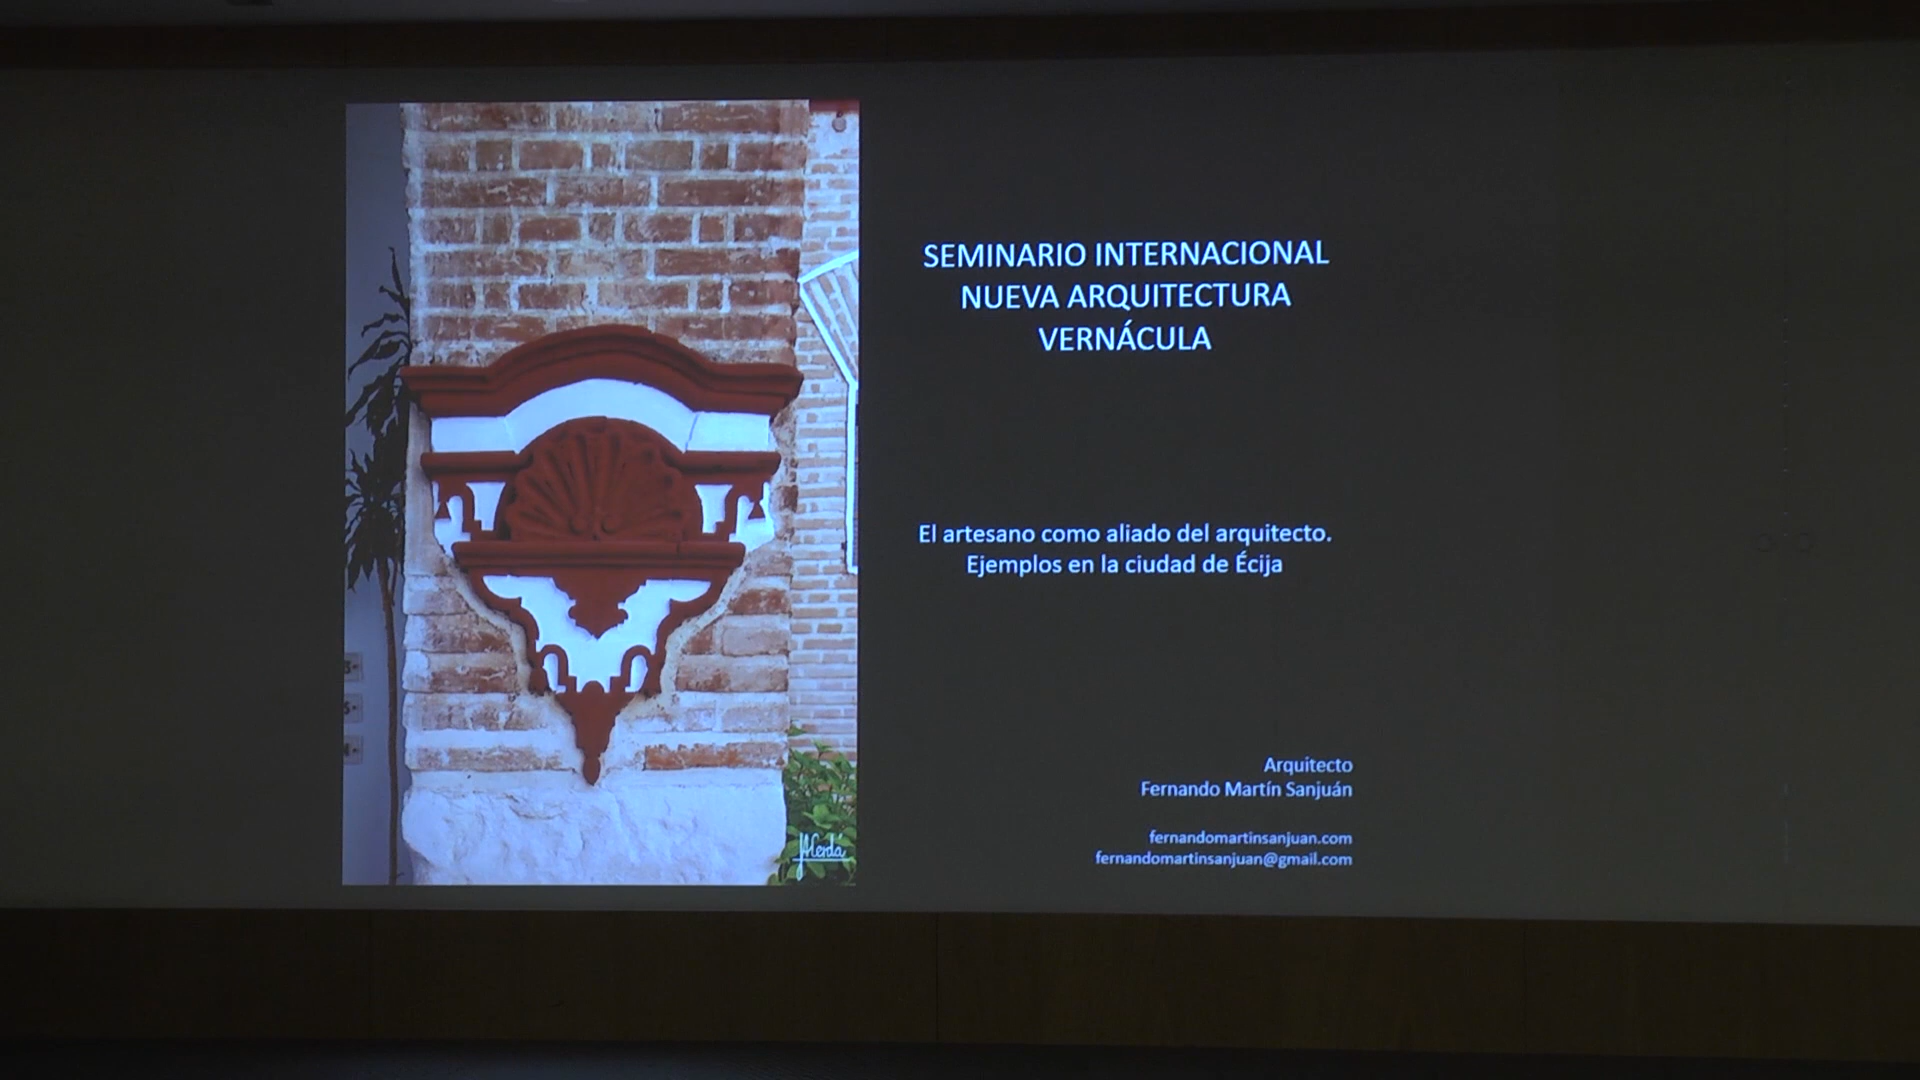 SEMINARIO INTERNACIONAL
NUEVA ARQUITECTURA
VERNÁCULA
El artesano como aliado del arquitecto.
Ejemplos en la ciudad de Écija
Arquitecto
Fernando Martín Sanjuán
fernandomartinsanjuan.com
fernandomartinsanjuan@gmail.com